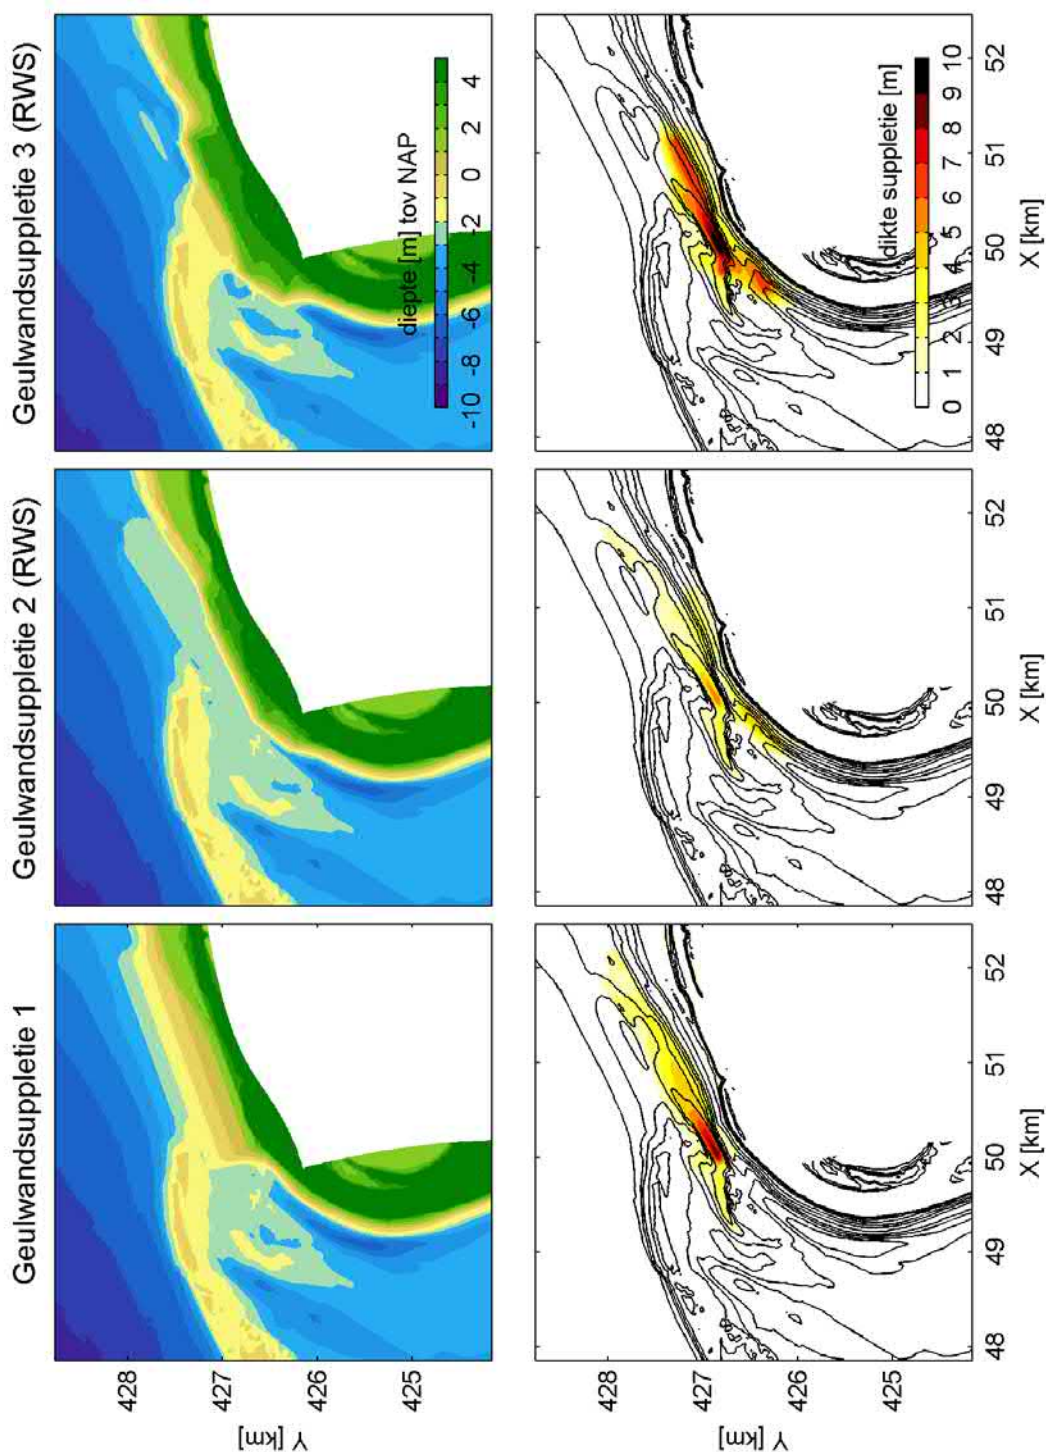 Geulwandsuppletie 1
Geulwandsuppletie 2 (RWS)
Geulwandsuppletie 3 (RWS)
Y [km]
428
427
426
425
diepte [m] tov NAP
-10 -8 -6 -4 -2 0 2 4
Y [km]
428
427
426
425
48 49 50 51 52
X [km]
48 49 50 51 52
X [km]
48 49 50 51 52
X [km]
dikte suppletie [m]
0 1 2 3 4 5 6 7 8 9 10